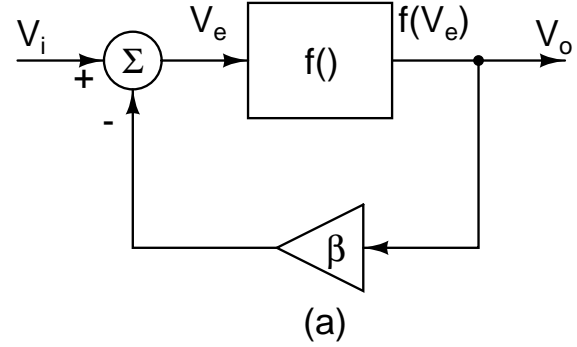 V_i
+
Σ
-
V_e
f()
f(V_e)
V_o
β
(a)